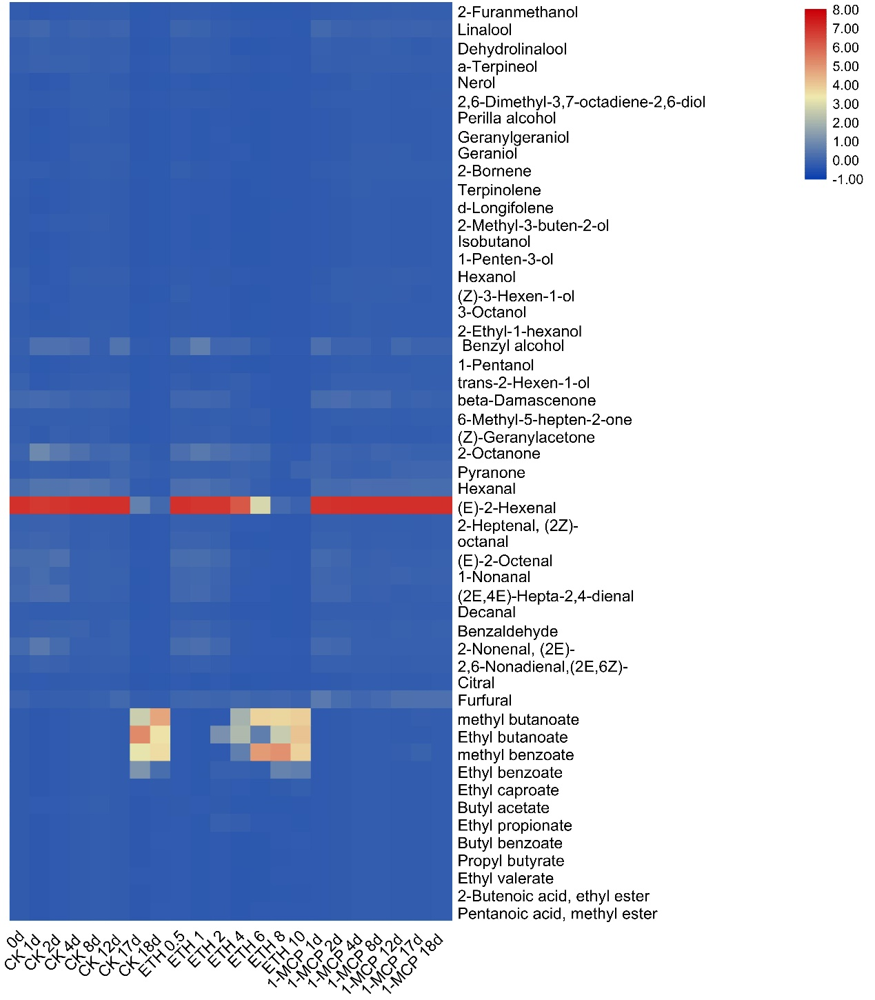 2-Furanmethanol
Linalool
Dehydrolinalool
a-Terpineol
Nerol
2,6-Dimethyl-3,7-octadiene-2,6-diol
Perilla alcohol
Geranylgeraniol
Geraniol
2-Bornene
Terpinolene
d-Longifolene
2-Methyl-3-buten-2-ol
Isobutanol
1-Penten-3-ol
Hexanol
(Z)-3-Hexen-1-ol
3-Octanol
2-Ethyl-1-hexanol
Benzyl alcohol
1-Pentanol
trans-2-Hexen-1-ol
beta-Damascenone
6-Methyl-5-hepten-2-one
(Z)-Geranylacetone
2-Octanone
Pyranone
Hexanal
(E)-2-Hexenal
2-Heptenal, (2Z)-
octanal
(E)-2-Octenal
1-Nonanal
(2E,4E)-Hepta-2,4-dienal
Decanal
Benzaldehyde
2-Nonenal, (2E)-
2,6-Nonadienal,(2E,6Z)-
Citral
Furfural
methyl butanoate
Ethyl butanoate
methyl benzoate
Ethyl benzoate
Ethyl caproate
Butyl acetate
Ethyl propionate
Butyl benzoate
Propyl butyrate
Ethyl valerate
2-Butenoic acid, ethyl ester
Pentanoic acid, methyl ester
8.00
7.00
6.00
5.00
4.00
3.00
2.00
1.00
0.00
-1.00
0d
CK 1d
CK 2d
CK 4d
CK 8d
CK 12d
CK 17d
CK 18d
ETH 0.5
ETH 1
ETH 2
ETH 4
ETH 6
ETH 8
ETH 10
1-MCP 1d
1-MCP 2d
1-MCP 4d
1-MCP 8d
1-MCP 12d
1-MCP 17d
1-MCP 18d